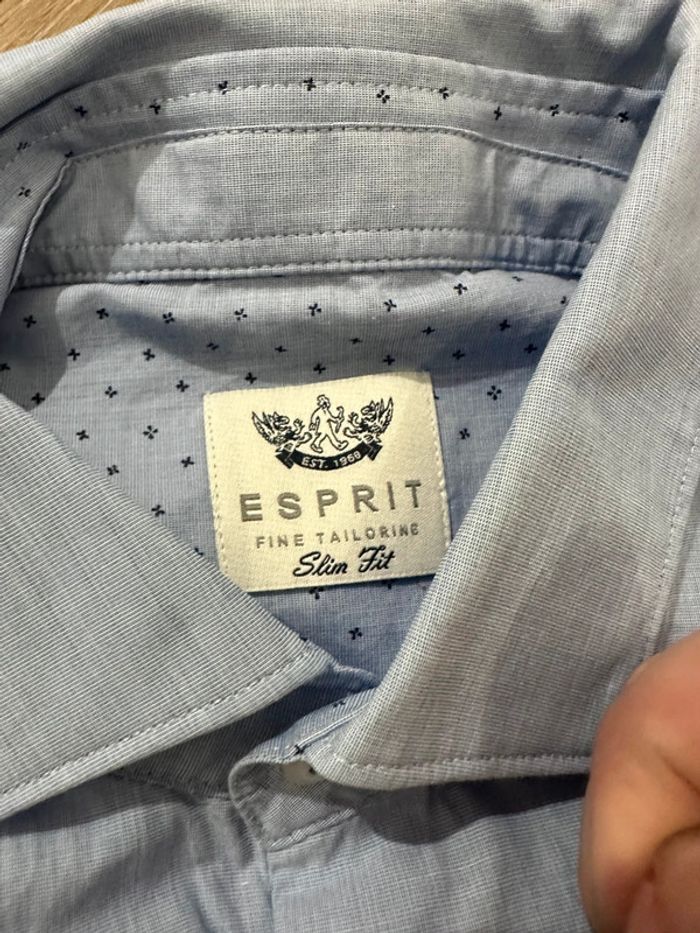 EST. 1968
ESPRIT
FINE TAILORING
Slim Fit